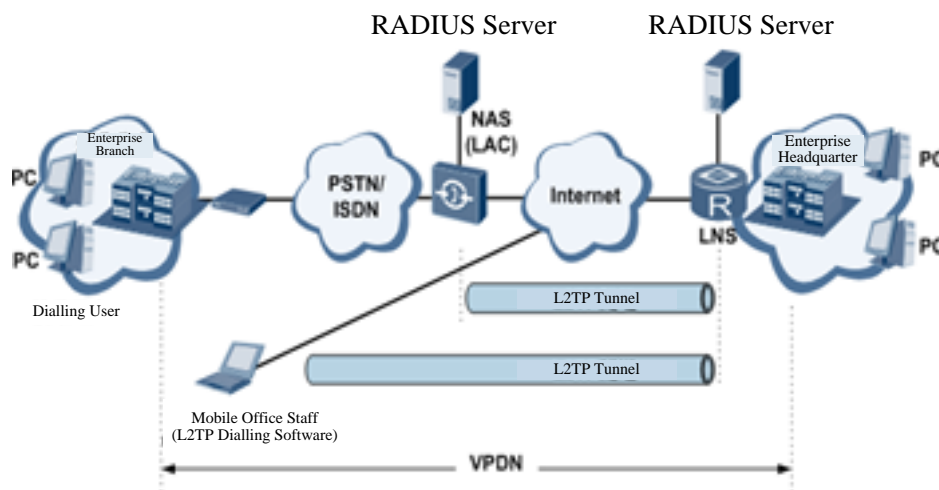 RADIUS Server
RADIUS Server
NAS
(LAC)
Enterprise
Branch
Enterprise
Headquarter
PC
PC
PSTN/
ISDN
Internet
R
LNS
PC
PC
Dialling User
L2TP Tunnel
L2TP Tunnel
Mobile Office Staff
(L2TP Dialling Software)
VPDN